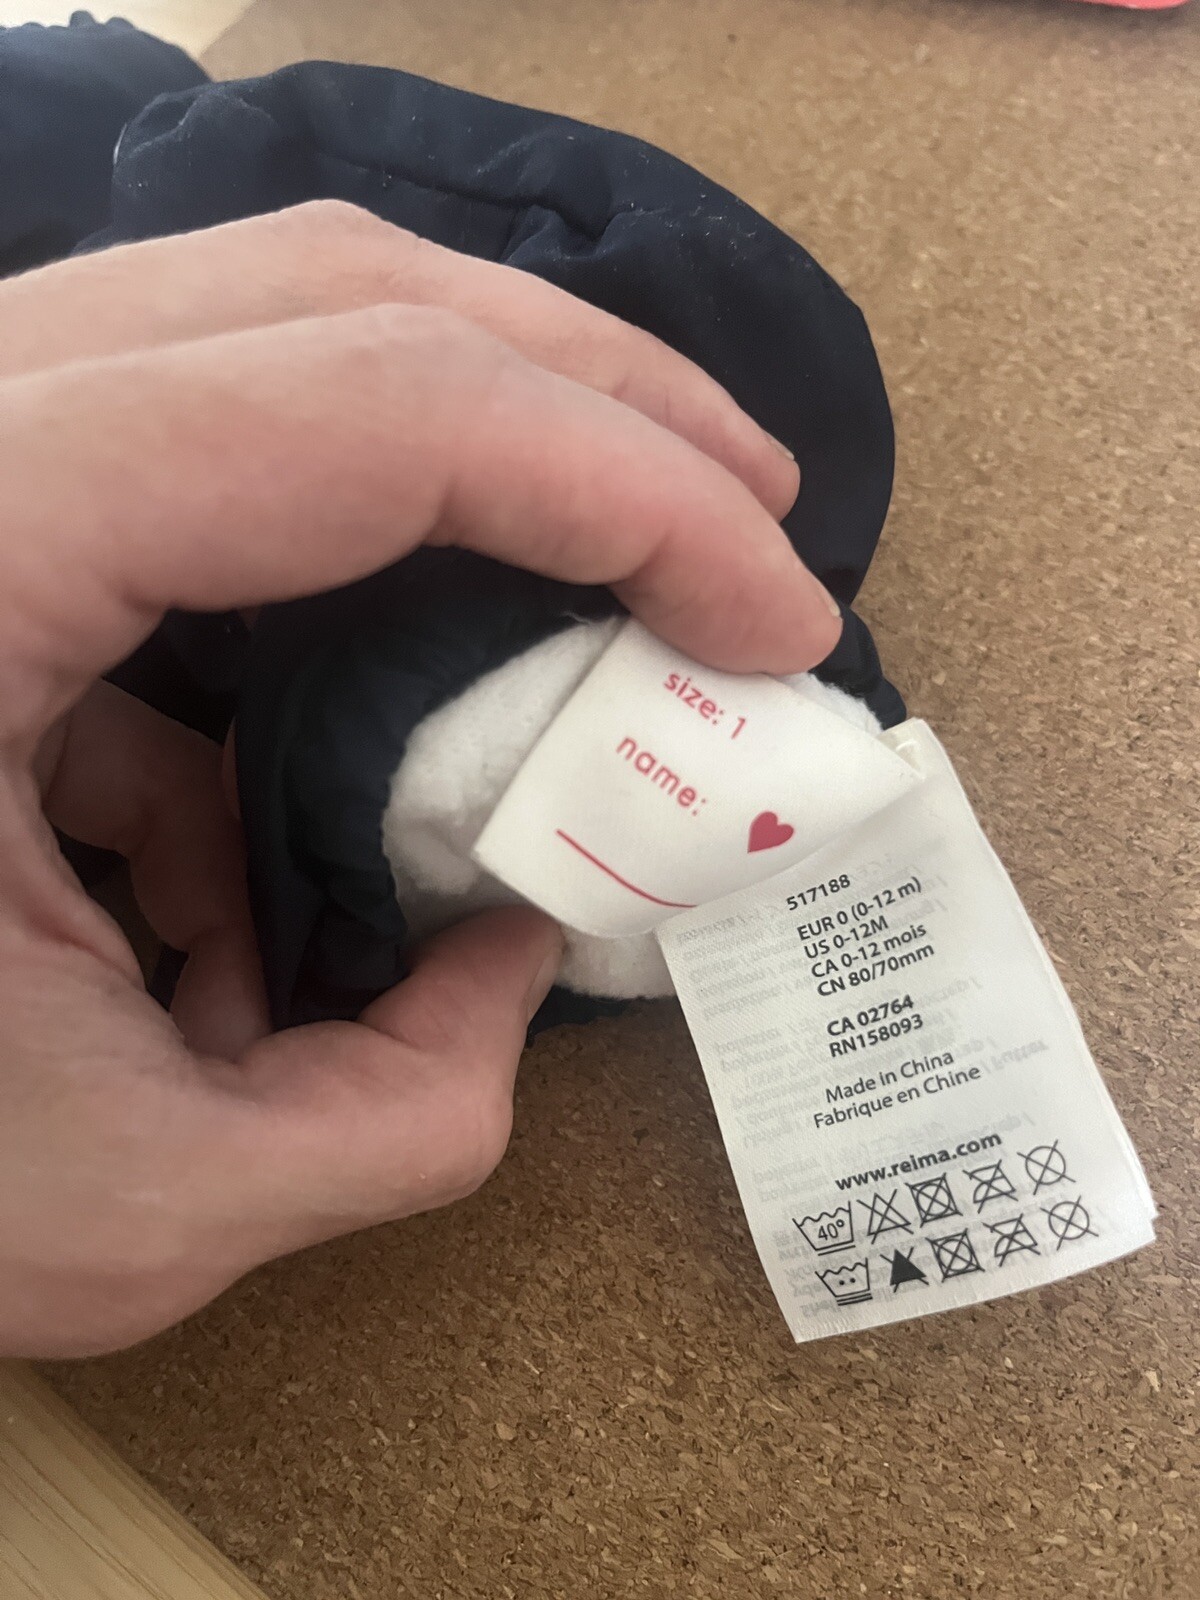 size: 1
name:
517188
EUR 0 (0-12 m)
US 0-12M
CA 0-12 mois
CN 80/70mm
CA 02764
RN158093
Made in China
Fabrique en Chine
www.reima.com
40°